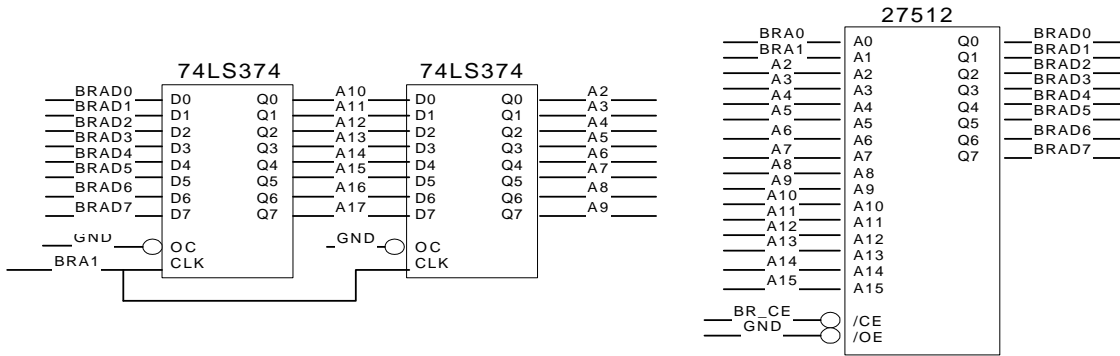 74LS374
BRAD0 D0 Q0 A10
BRAD1 D1 Q1 A11
BRAD2 D2 Q2 A12
BRAD3 D3 Q3 A13
BRAD4 D4 Q4 A14
BRAD5 D5 Q5 A15
BRAD6 D6 Q6 A16
BRAD7 D7 Q7 A17
GND OC
BRA1 CLK
74LS374
D0 Q0 A2
D1 Q1 A3
D2 Q2 A4
D3 Q3 A5
D4 Q4 A6
D5 Q5 A7
D6 Q6 A8
D7 Q7 A9
GND OC
CLK
27512
BRA0 A0 Q0 BRAD0
BRA1 A1 Q1 BRAD1
A2 A2 Q2 BRAD2
A3 A3 Q3 BRAD3
A4 A4 Q4 BRAD4
A5 A5 Q5 BRAD5
A6 A6 Q6 BRAD6
A7 A7 Q7 BRAD7
A8 A8
A9 A9
A10 A10
A11 A11
A12 A12
A13 A13
A14 A14
A15 A15
BR_CE /CE
GND /OE